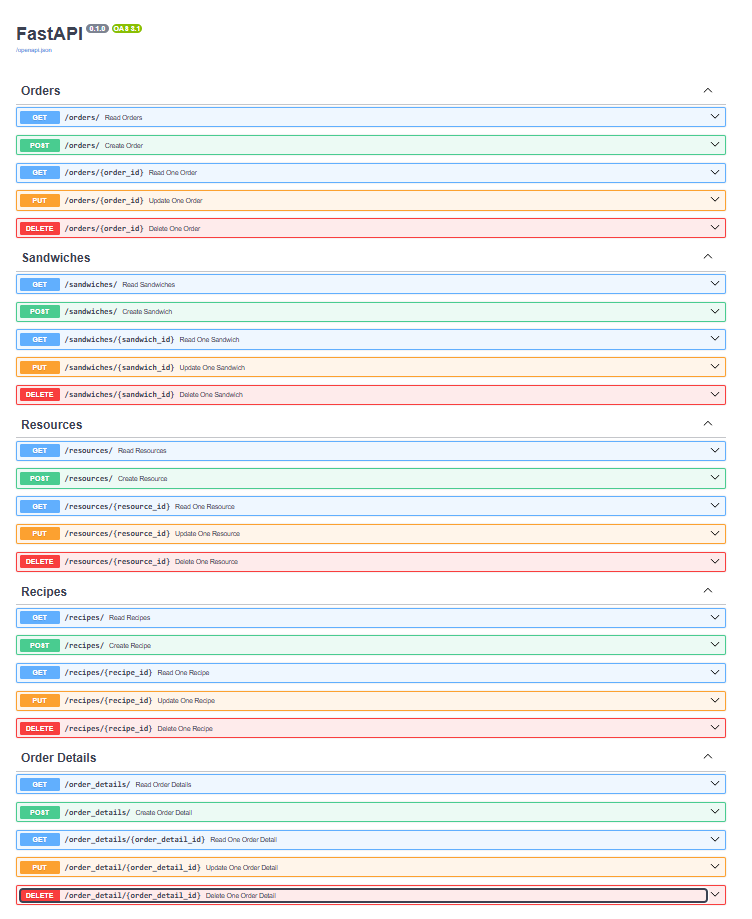 FastAPI 0.1.0 OAS 3.1
/openapi.json
Orders
GET /orders/ Read Orders
POST /orders/ Create Order
GET /orders/{order_id} Read One Order
PUT /orders/{order_id} Update One Order
DELETE /orders/{order_id} Delete One Order
Sandwiches
GET /sandwiches/ Read Sandwiches
POST /sandwiches/ Create Sandwich
GET /sandwiches/{sandwich_id} Read One Sandwich
PUT /sandwiches/{sandwich_id} Update One Sandwich
DELETE /sandwiches/{sandwich_id} Delete One Sandwich
Resources
GET /resources/ Read Resources
POST /resources/ Create Resource
GET /resources/{resource_id} Read One Resource
PUT /resources/{resource_id} Update One Resource
DELETE /resources/{resource_id} Delete One Resource
Recipes
GET /recipes/ Read Recipes
POST /recipes/ Create Recipe
GET /recipes/{recipe_id} Read One Recipe
PUT /recipes/{recipe_id} Update One Recipe
DELETE /recipes/{recipe_id} Delete One Recipe
Order Details
GET /order_details/ Read Order Details
POST /order_details/ Create Order Detail
GET /order_details/{order_detail_id} Read One Order Detail
PUT /order_detail/{order_detail_id} Update One Order Detail
DELETE /order_detail/{order_detail_id} Delete One Order Detail